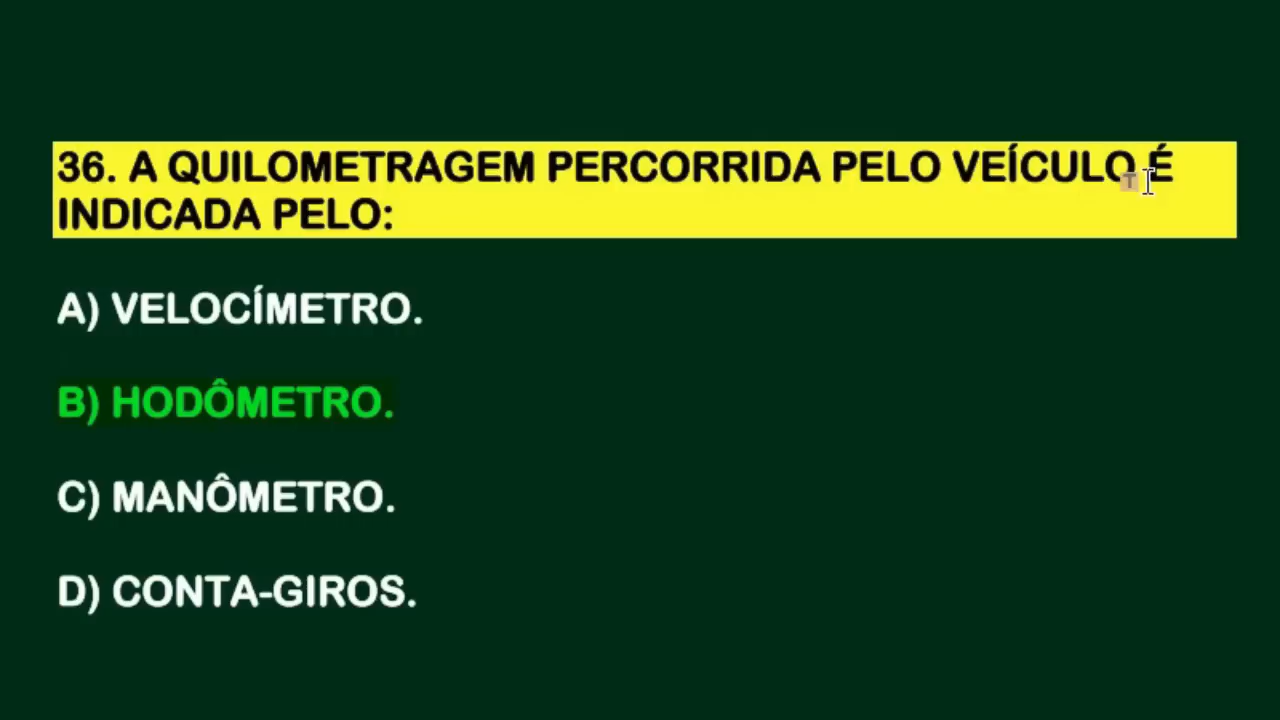 36. A QUILOMETRAGEM PERCORRIDA PELO VEÍCULO É
INDICADA PELO:
A) VELOCÍMETRO.
B) HODÔMETRO.
C) MANÔMETRO.
D) CONTA-GIROS.